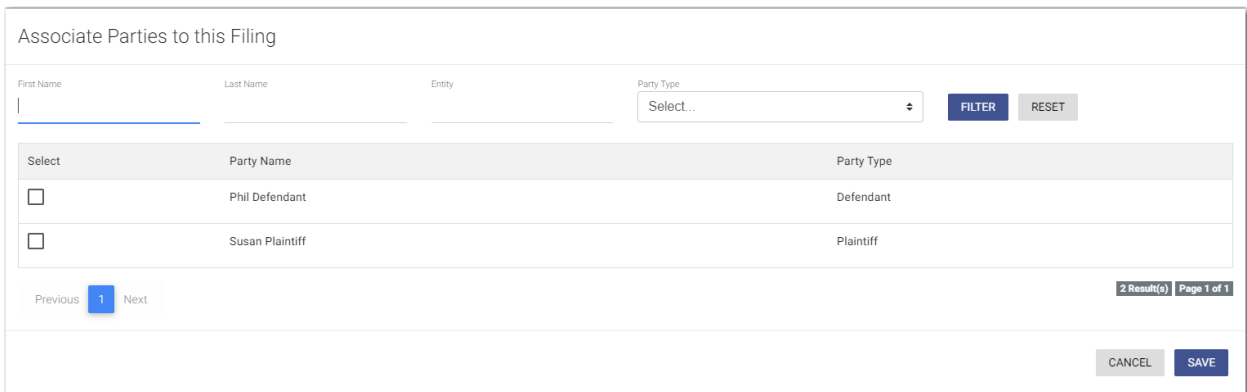 Associate Parties to this Filing
First Name Last Name Entity Party Type
Select... FILTER RESET
Select Party Name Party Type
Phil Defendant Defendant
Susan Plaintiff Plaintiff
Previous 1 Next 2 Result(s) Page 1 of 1
CANCEL SAVE